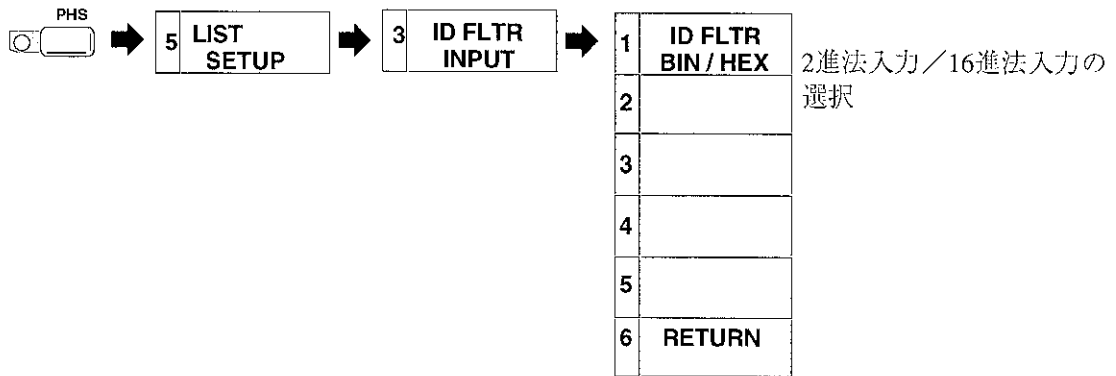 PHS
5 LIST
SETUP
3 ID FLTR
INPUT
1 ID FLTR
BIN / HEX
2進法入力／16進法入力の
選択
2
3
4
5
6 RETURN